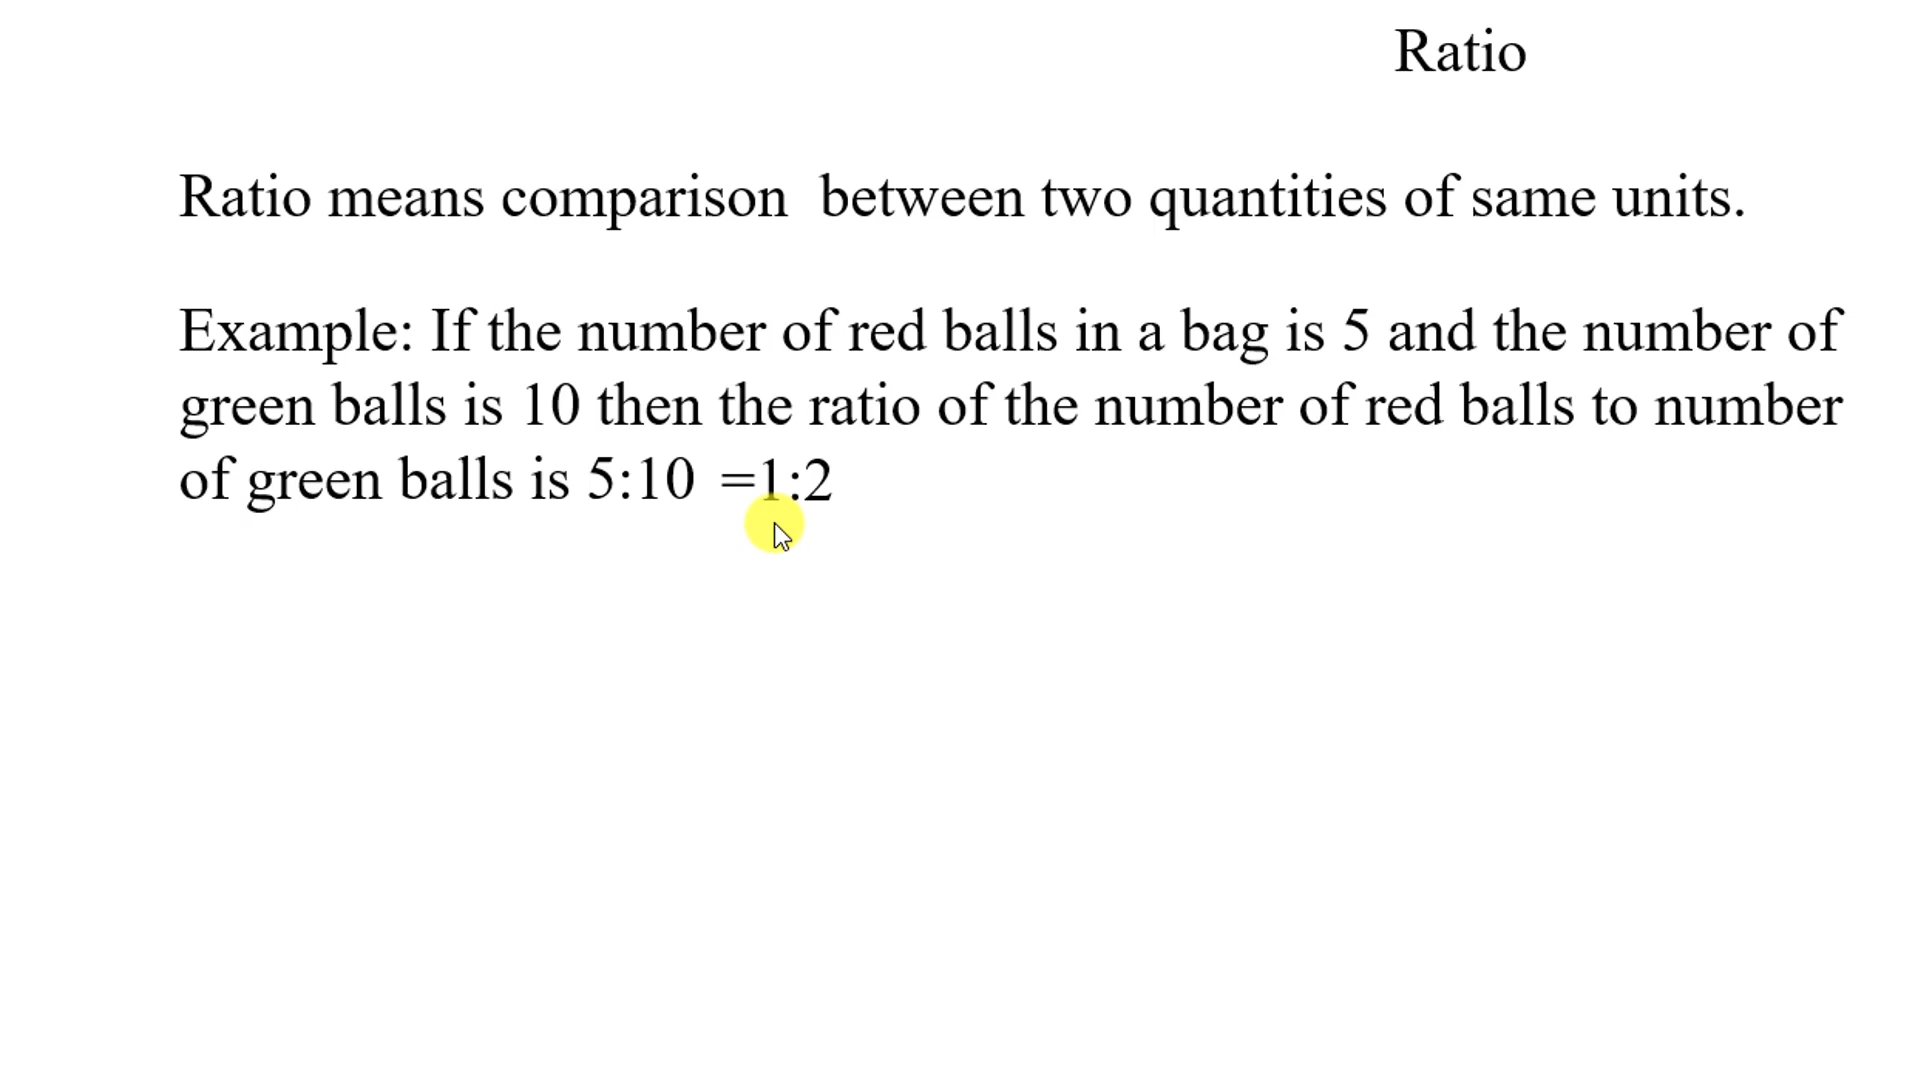 Ratio
Ratio means comparison  between two quantities of same units.
Example: If the number of red balls in a bag is 5 and the number of
green balls is 10 then the ratio of the number of red balls to number
of green balls is 5:10 =1:2